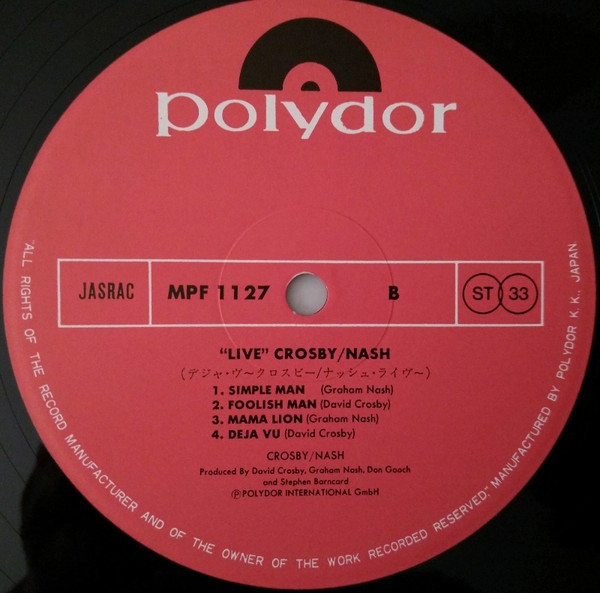 polydor
JASRAC MPF 1127 B ST 33
"LIVE" CROSBY/NASH
(デジャ・ヴ〜クロスビー/ナッシュ・ライヴ〜)
1. SIMPLE MAN (Graham Nash)
2. FOOLISH MAN (David Crosby)
3. MAMA LION (Graham Nash)
4. DEJA VU (David Crosby)
CROSBY/NASH
Produced By David Crosby, Graham Nash, Don Gooch
and Stephen Barncard
ⓅPOLYDOR INTERNATIONAL GmbH
"ALL RIGHTS OF THE RECORD MANUFACTURER AND OF THE OWNER OF THE WORK RECORDED RESERVED." MANUFACTURED BY POLYDOR K.K., JAPAN